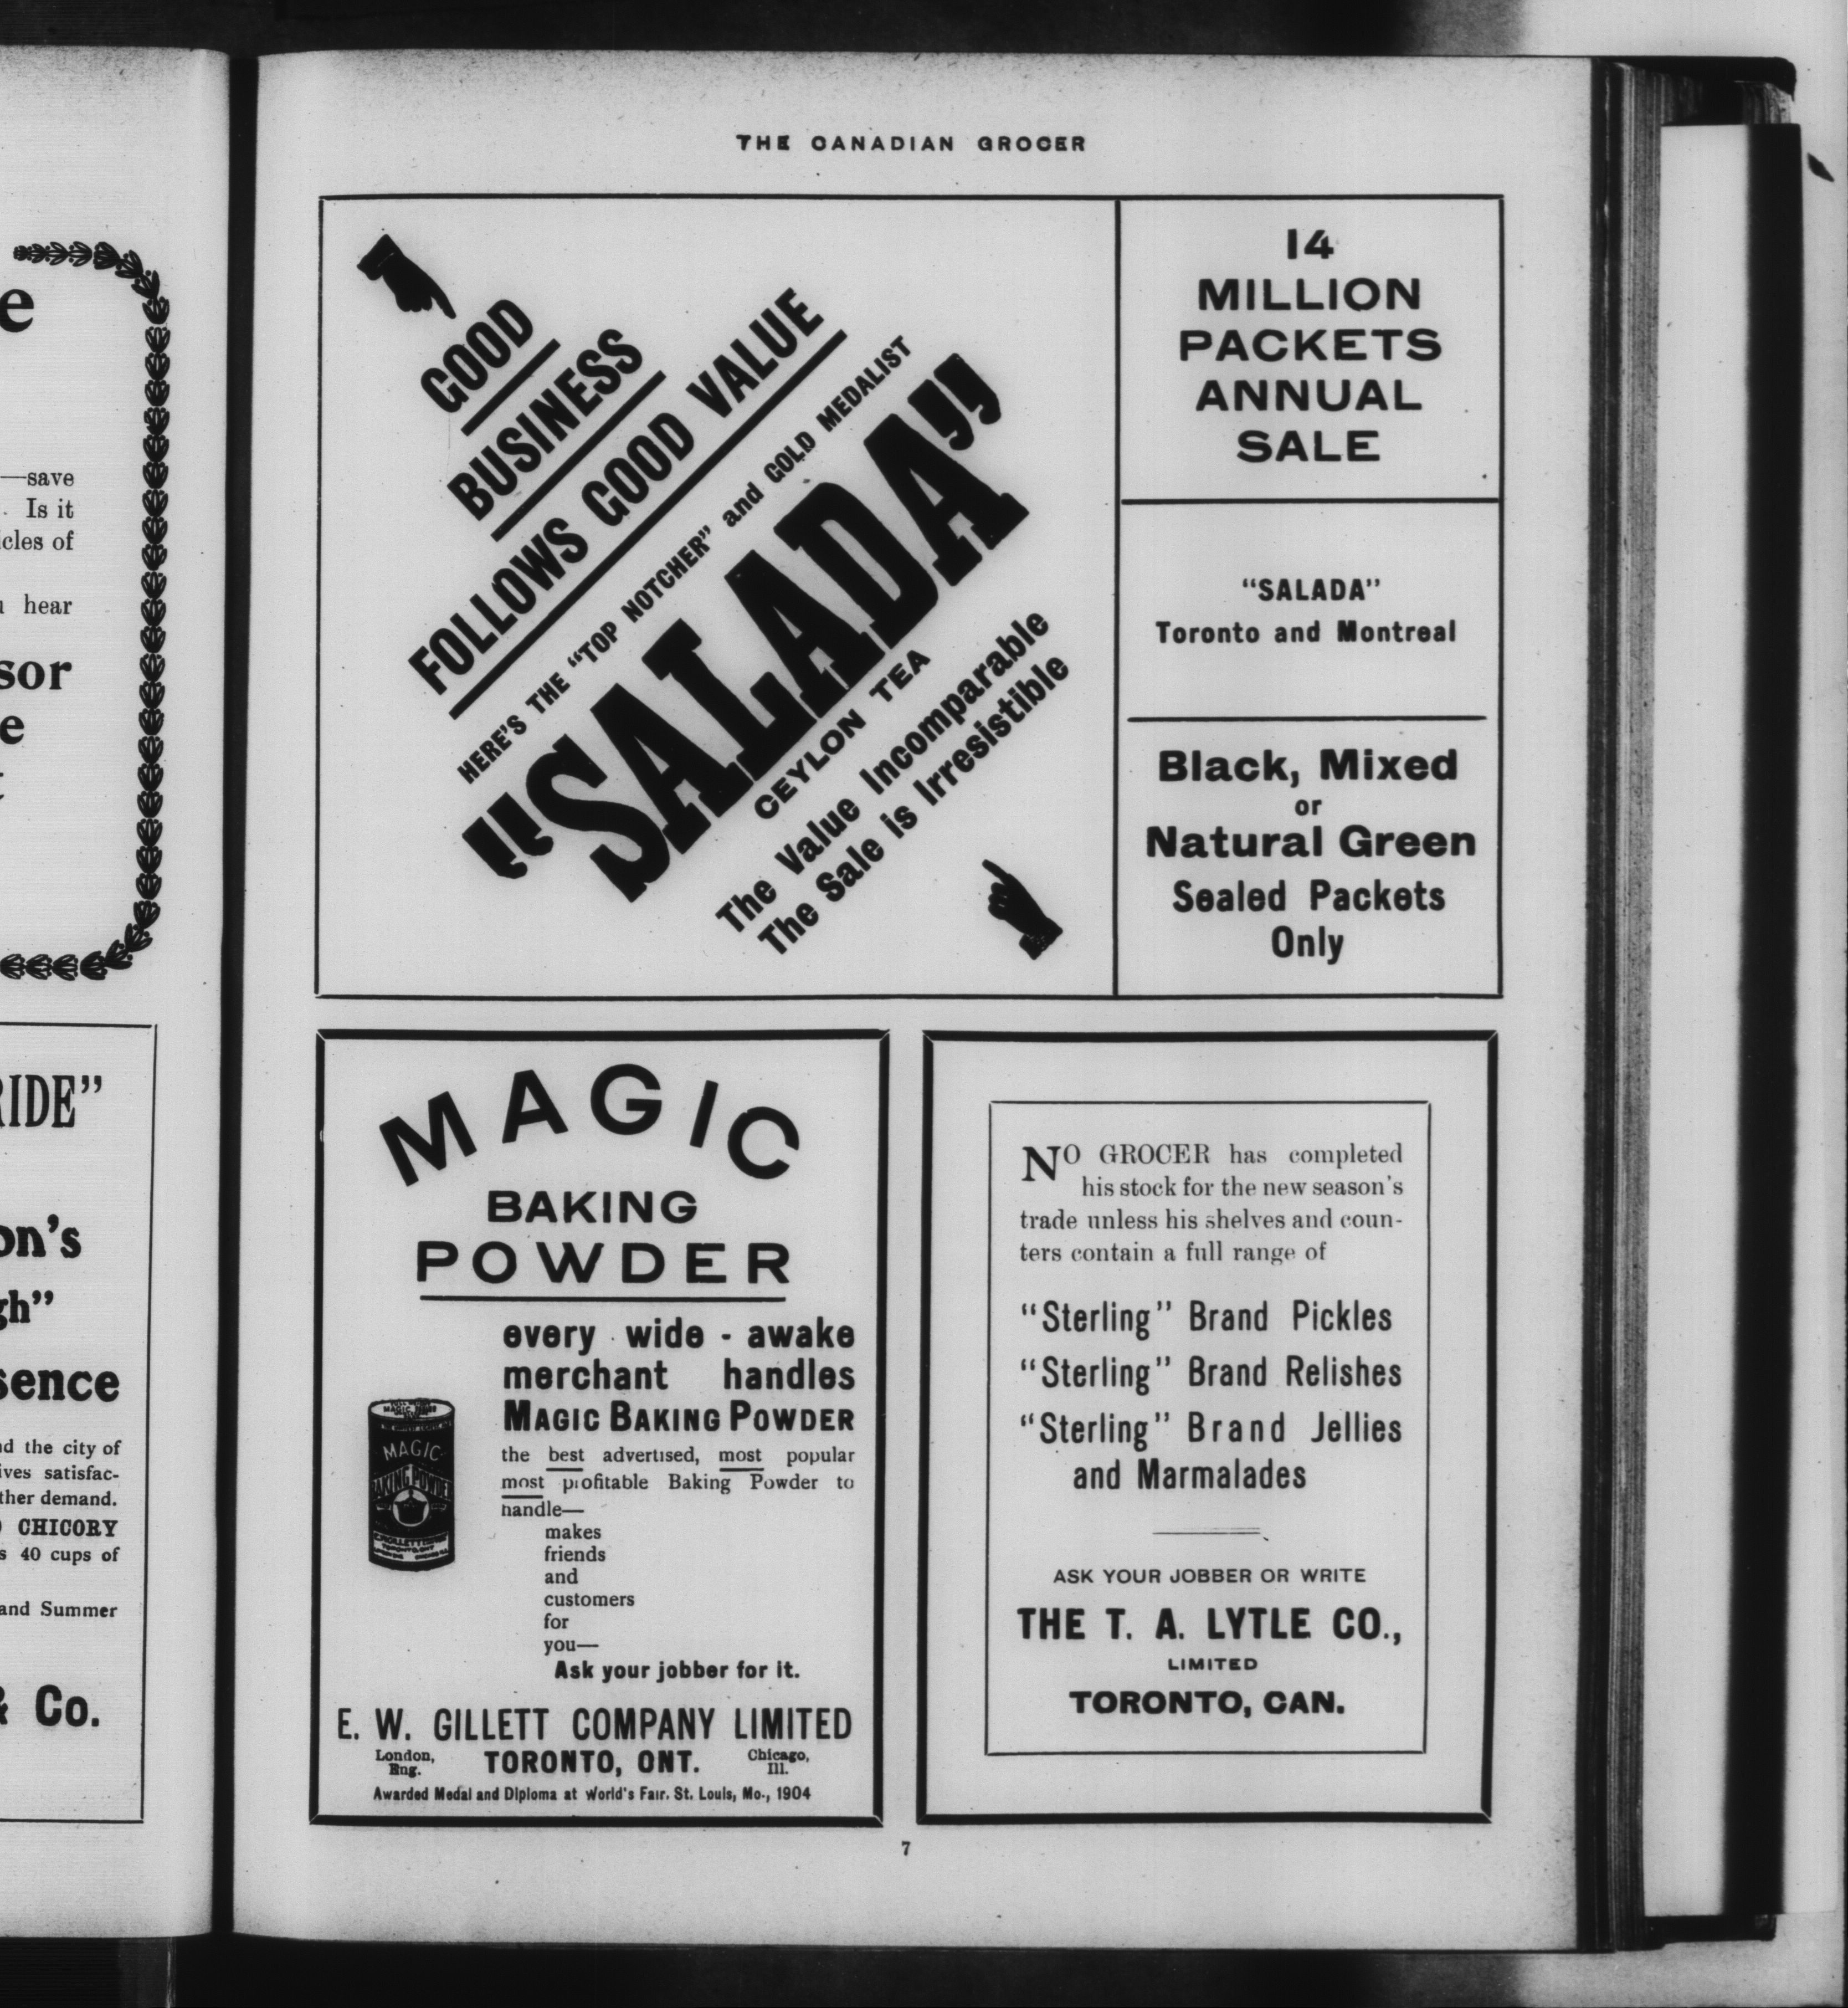 e
—save
. Is it
icles of
hear
sor
e
RIDE”
on's
gh”
sence
nd the city of
ives satisfac-
ther demand.
CHICORY
s 40 cups of
and Summer
& Co.
THE CANADIAN GROCER
GOOD
BUSINESS
FOLLOWS GOOD VALUE
HERE'S THE “TOP NOTCHER” and GOLD MEDALIST
“SALADA”
CEYLON TEA
The Value Incomparable
The Sale is Irresistible
14
MILLION
PACKETS
ANNUAL
SALE
“SALADA”
Toronto and Montreal
Black, Mixed
or
Natural Green
Sealed Packets
Only
MAGIC
BAKING
POWDER
every wide - awake
merchant handles
MAGIC BAKING POWDER
the best advertised, most popular
most profitable Baking Powder to
handle—
makes
friends
and
customers
for
you—
Ask your jobber for it.
MAGIC
BAKING POWDER
E. W. GILLETT COMPANY LIMITED
London, Eng. TORONTO, ONT. Chicago, Ill.
Awarded Medal and Diploma at World's Fair. St. Louis, Mo., 1904
NO GROCER has completed
his stock for the new season's
trade unless his shelves and coun-
ters contain a full range of
“Sterling” Brand Pickles
“Sterling” Brand Relishes
“Sterling” Brand Jellies
and Marmalades
ASK YOUR JOBBER OR WRITE
THE T. A. LYTLE CO.,
LIMITED
TORONTO, CAN.
7